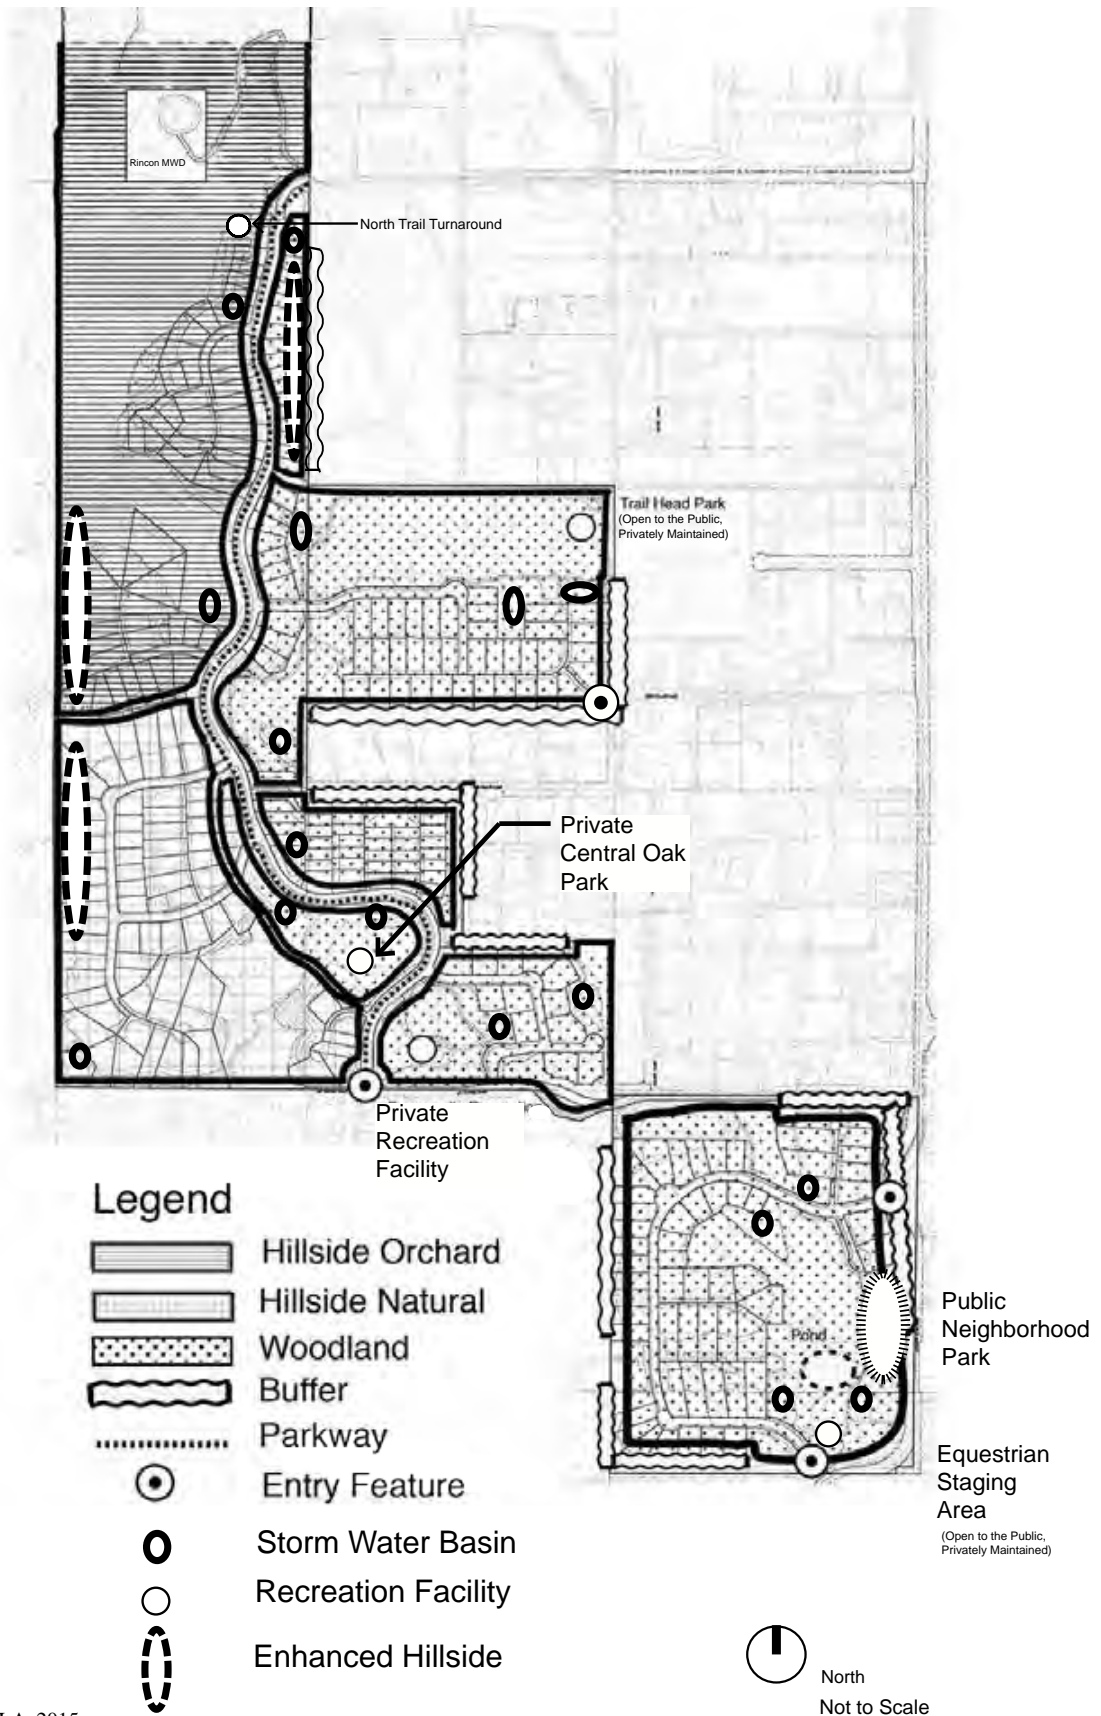 Rincon MWD
North Trail Turnaround
Trail Head Park
(Open to the Public,
Privately Maintained)
Private
Central Oak
Park
Private
Recreation
Facility
Legend
Hillside Orchard
Hillside Natural
Woodland
Buffer
Parkway
Entry Feature
Storm Water Basin
Recreation Facility
Enhanced Hillside
Pond
Public
Neighborhood
Park
Equestrian
Staging
Area
(Open to the Public,
Privately Maintained)
North
Not to Scale
2015